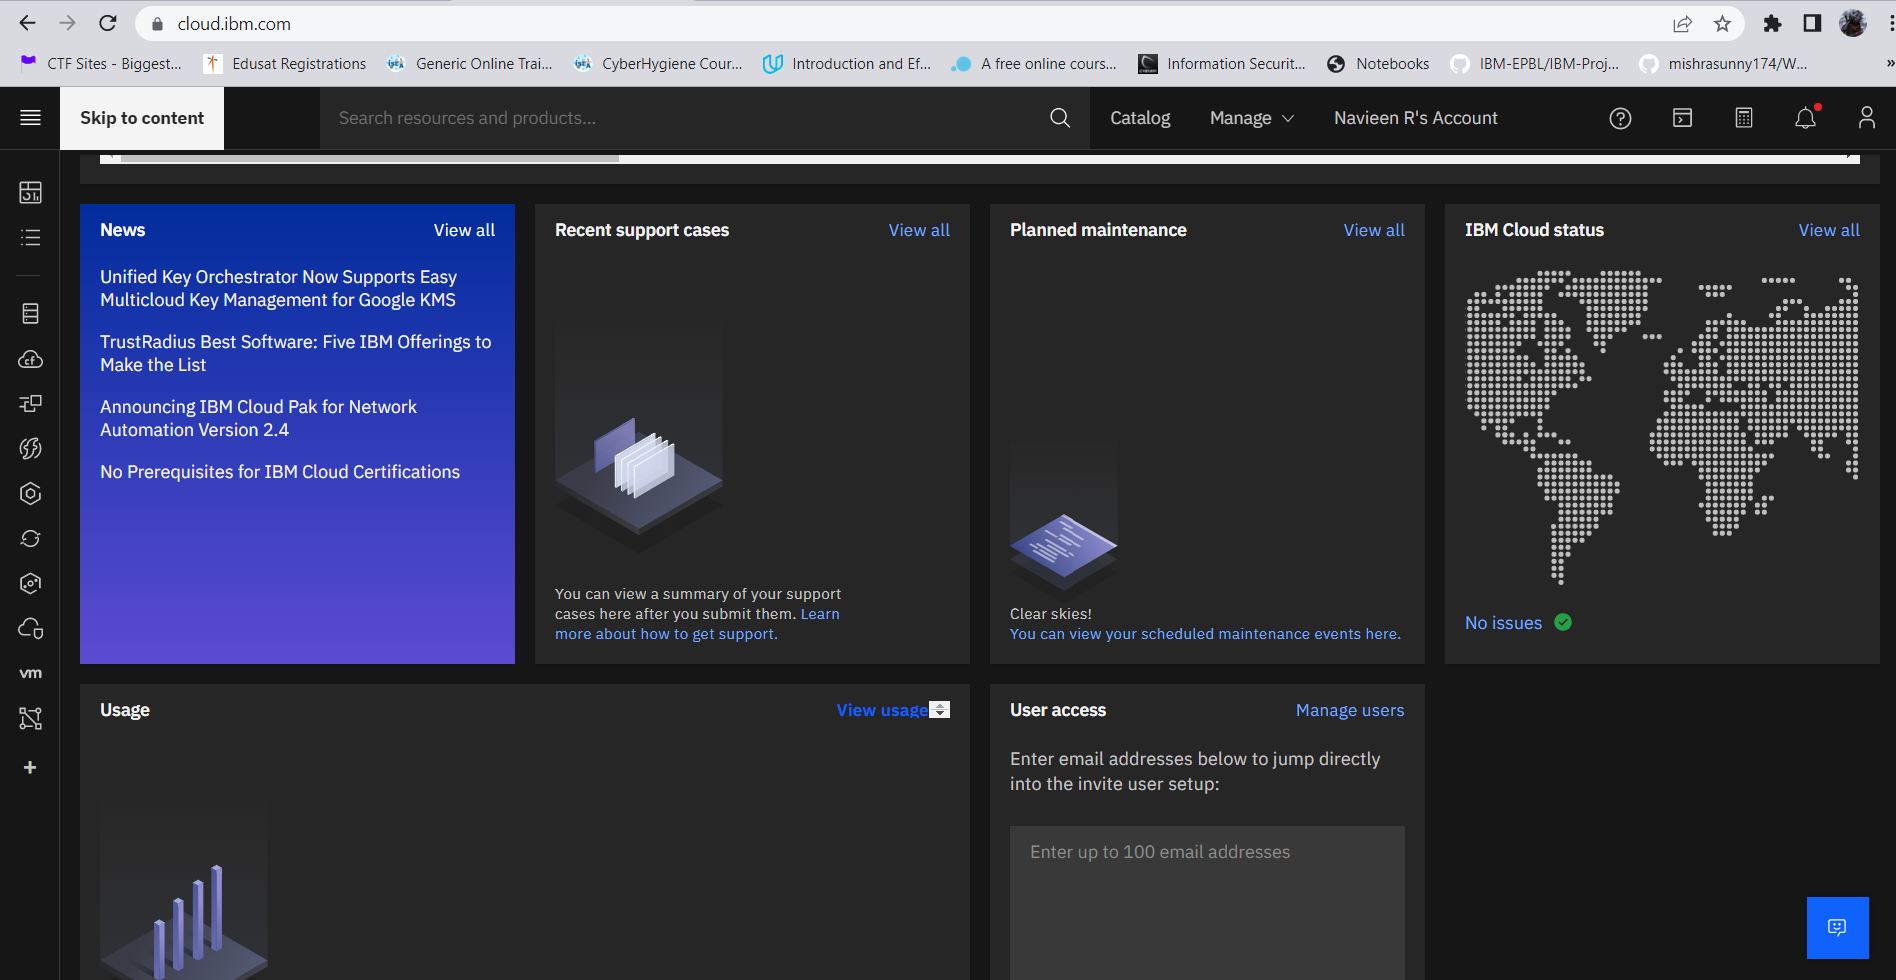 cloud.ibm.com
CTF Sites - Biggest...
Edusat Registrations
Generic Online Trai...
CyberHygiene Cour...
Introduction and Ef...
A free online cours...
Information Securit...
Notebooks
IBM-EPBL/IBM-Proj...
mishrasunny174/W...
»
Skip to content
Search resources and products...
Catalog
Manage
Navieen R's Account
News
View all
Unified Key Orchestrator Now Supports Easy
Multicloud Key Management for Google KMS
TrustRadius Best Software: Five IBM Offerings to
Make the List
Announcing IBM Cloud Pak for Network
Automation Version 2.4
No Prerequisites for IBM Cloud Certifications
Recent support cases
View all
You can view a summary of your support
cases here after you submit them. Learn
more about how to get support.
Planned maintenance
View all
Clear skies!
You can view your scheduled maintenance events here.
IBM Cloud status
View all
No issues
cf
vm
Usage
View usage
User access
Manage users
Enter email addresses below to jump directly
into the invite user setup:
Enter up to 100 email addresses